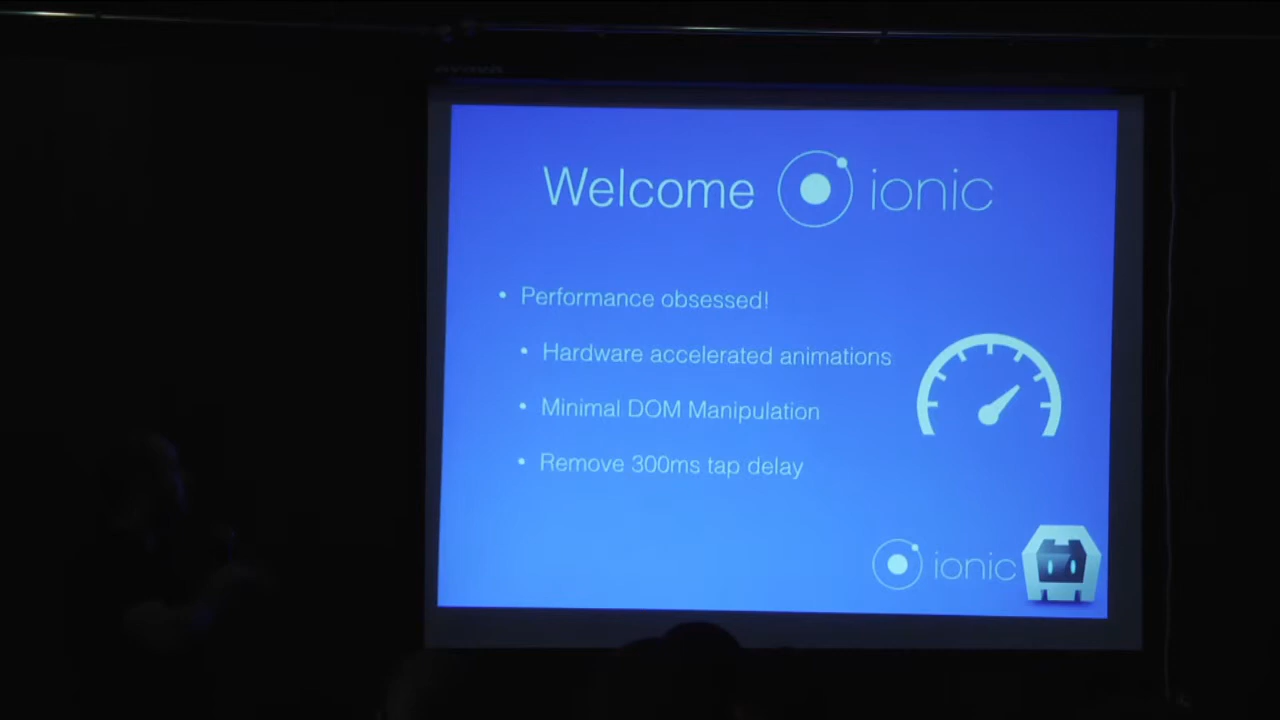 Welcome ionic
• Performance obsessed!
• Hardware accelerated animations
• Minimal DOM Manipulation
• Remove 300ms tap delay
ionic